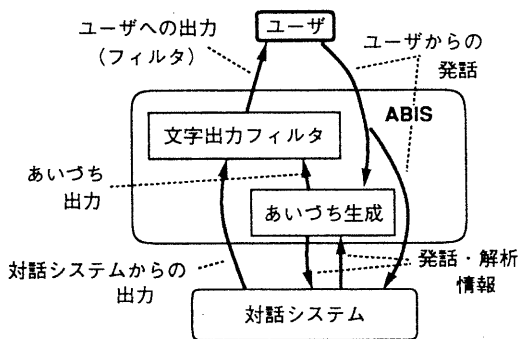 ユーザ
ユーザへの出力
(フィルタ)
ユーザからの
発話
ABIS
文字出力フィルタ
あいづち
出力
あいづち生成
対話システムからの
出力
発話・解析
情報
対話システム